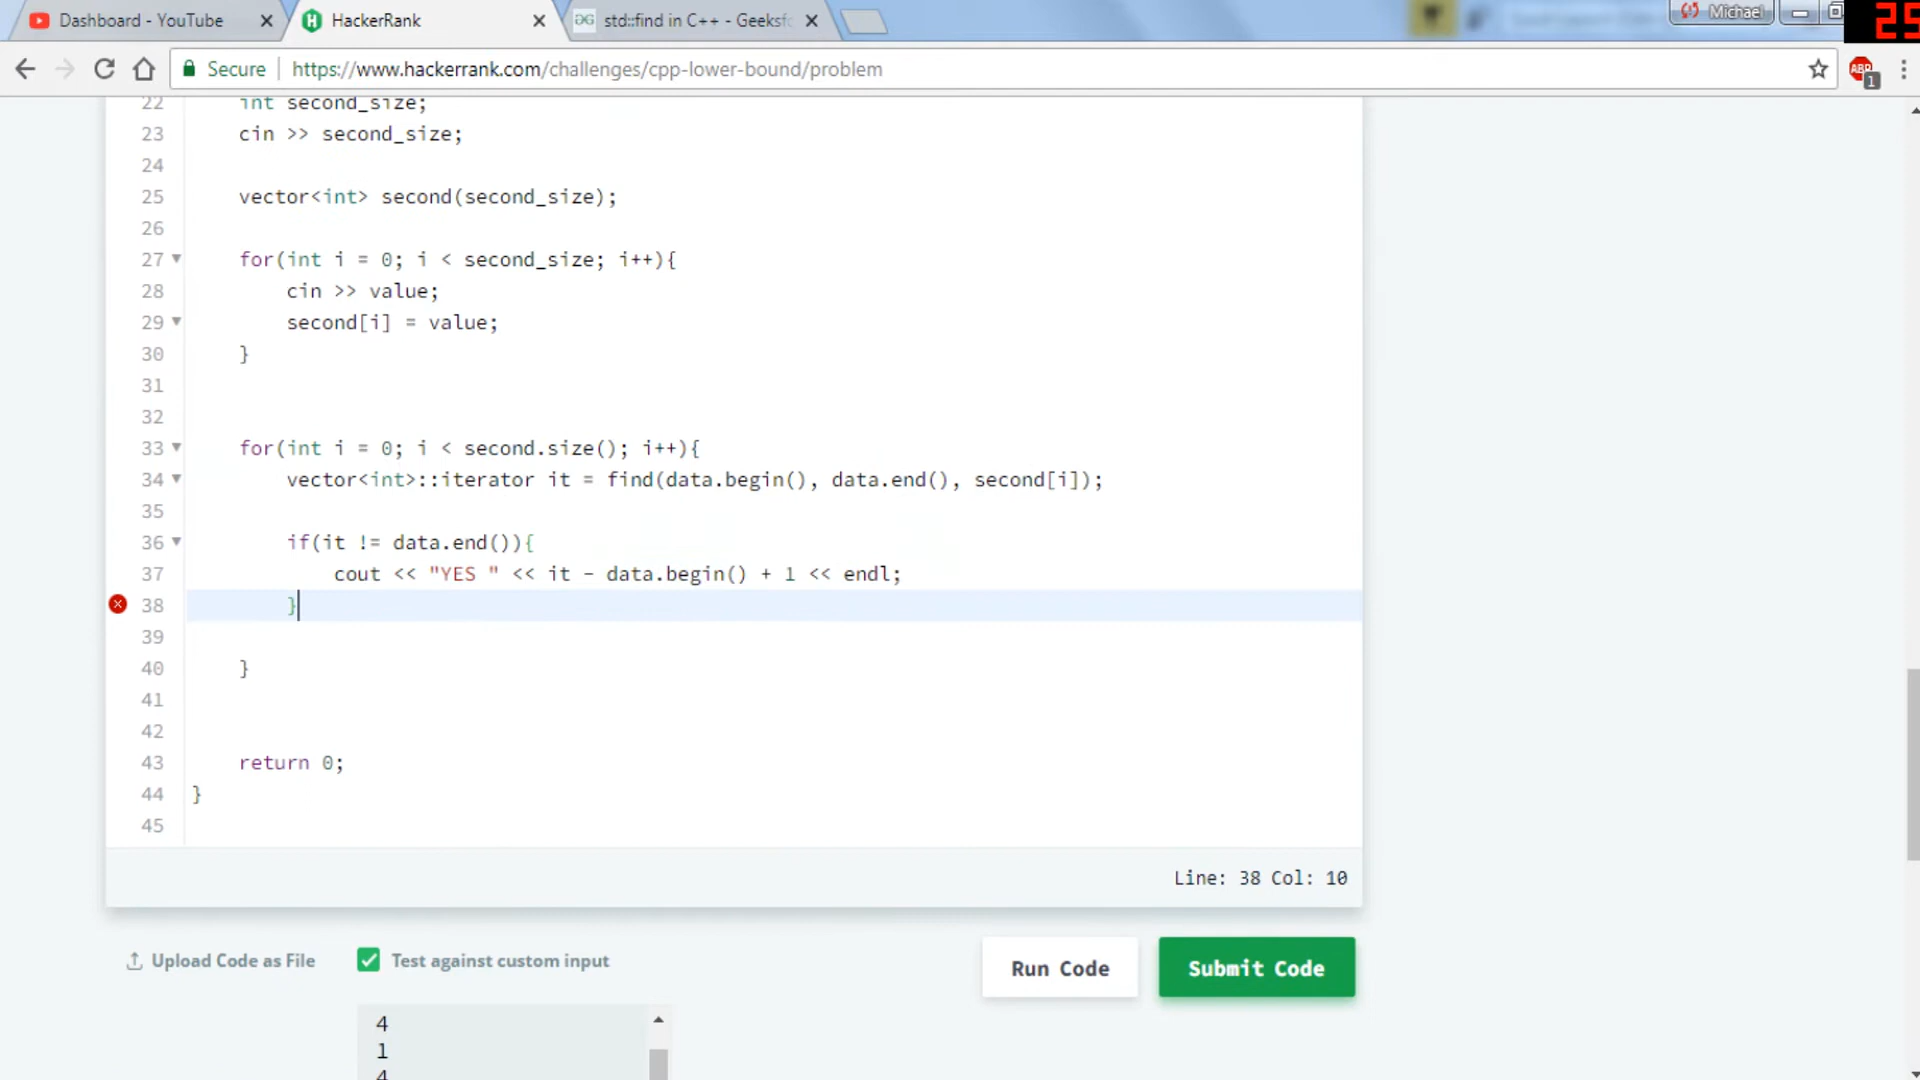 Dashboard - YouTube
HackerRank
std::find in C++ - Geeksfc
Michael
25
Secure
https://www.hackerrank.com/challenges/cpp-lower-bound/problem
ABP
1
22 int second_size;
23 cin >> second_size;
24
25 vector<int> second(second_size);
26
27 for(int i = 0; i < second_size; i++){
28 cin >> value;
29 second[i] = value;
30 }
31
32
33 for(int i = 0; i < second.size(); i++){
34 vector<int>::iterator it = find(data.begin(), data.end(), second[i]);
35
36 if(it != data.end()){
37 cout << "YES " << it - data.begin() + 1 << endl;
38 }
39
40 }
41
42
43 return 0;
44 }
45
Line: 38 Col: 10
Upload Code as File
Test against custom input
Run Code
Submit Code
4
1
4